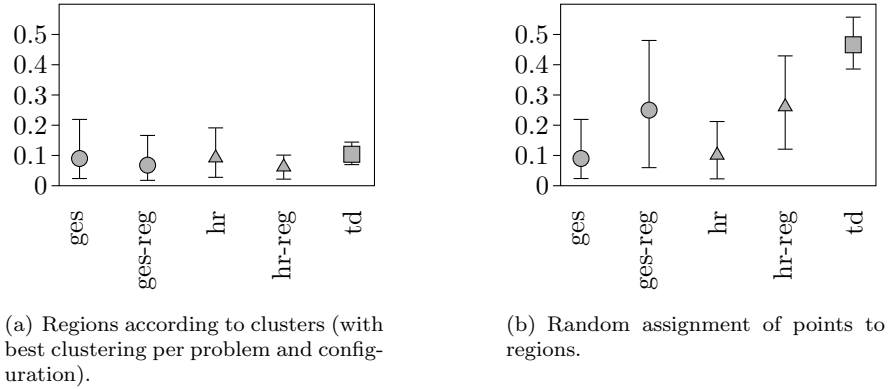 0.5
0.4
0.3
0.2
0.1
0
ges
ges-reg
hr
hr-reg
td
(a) Regions according to clusters (with
best clustering per problem and config-
uration).
0.5
0.4
0.3
0.2
0.1
0
ges
ges-reg
hr
hr-reg
td
(b) Random assignment of points to
regions.